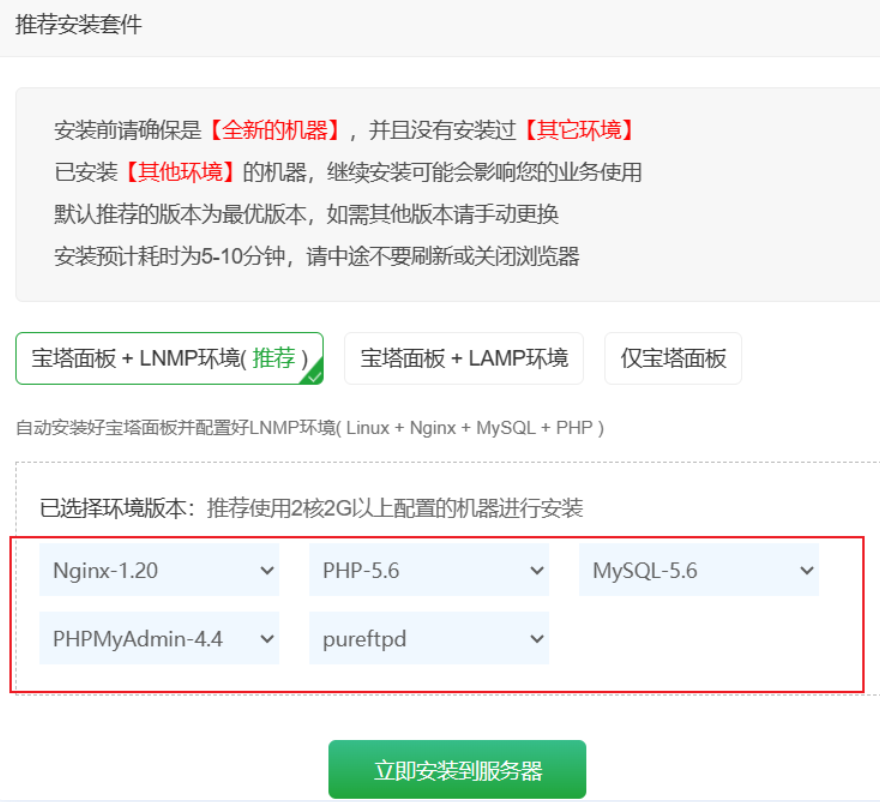 推荐安装套件
安装前请确保是【全新的机器】，并且没有安装过【其它环境】
已安装【其他环境】的机器，继续安装可能会影响您的业务使用
默认推荐的版本为最优版本，如需其他版本请手动更换
安装预计耗时为5-10分钟，请中途不要刷新或关闭浏览器
宝塔面板 + LNMP环境( 推荐 )
宝塔面板 + LAMP环境
仅宝塔面板
自动安装好宝塔面板并配置好LNMP环境( Linux + Nginx + MySQL + PHP )
已选择环境版本：推荐使用2核2G以上配置的机器进行安装
Nginx-1.20
PHP-5.6
MySQL-5.6
PHPMyAdmin-4.4
pureftpd
立即安装到服务器